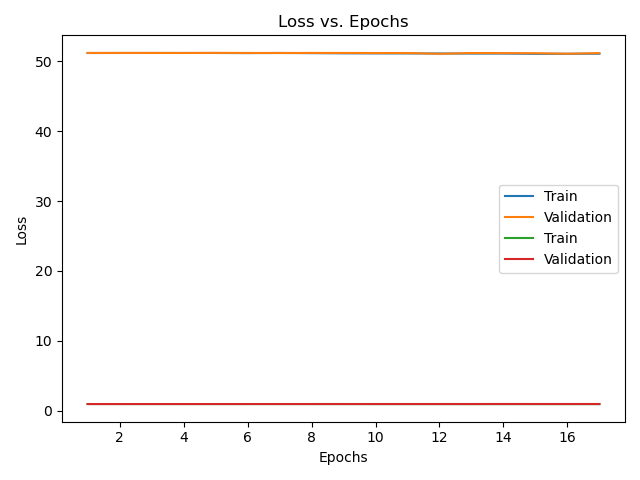 Loss vs. Epochs
Loss
50
40
30
20
10
0
Train
Validation
Train
Validation
2 4 6 8 10 12 14 16
Epochs